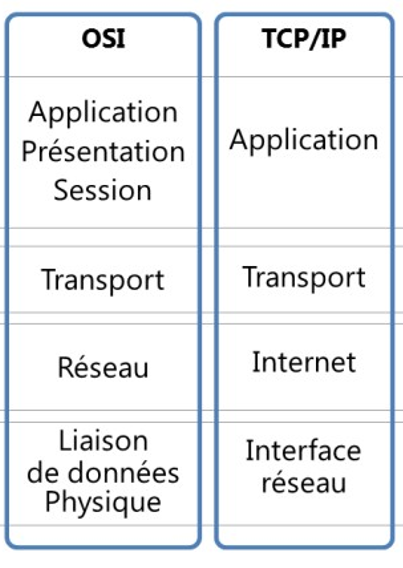 OSI
Application
Présentation
Session
Transport
Réseau
Liaison
de données
Physique
TCP/IP
Application
Transport
Internet
Interface
réseau